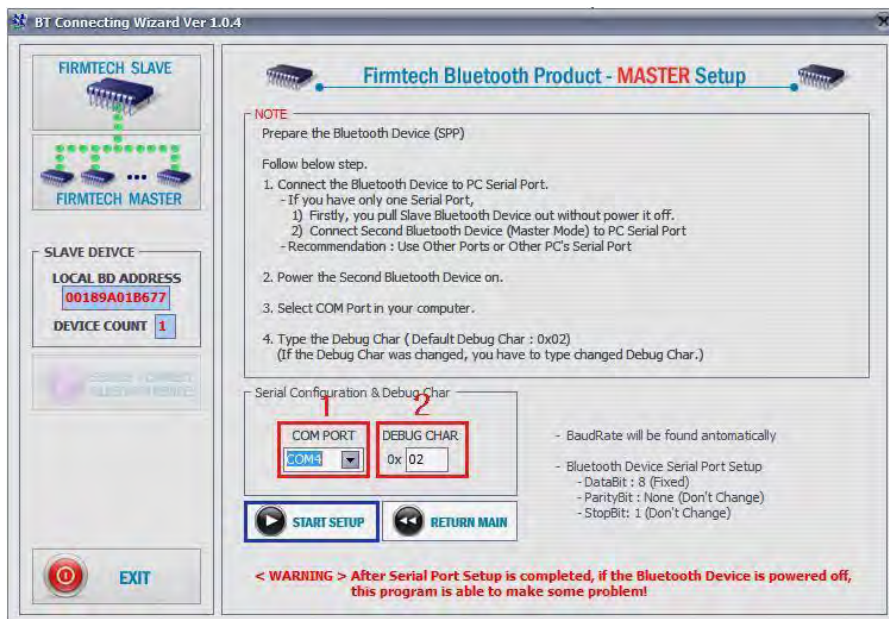 BT Connecting Wizard Ver 1.0.4
FIRMTECH SLAVE
FIRMTECH MASTER
SLAVE DEIVCE
LOCAL BD ADDRESS
00189A01B677
DEVICE COUNT 1
EXIT
Firmtech Bluetooth Product - MASTER Setup
NOTE
Prepare the Bluetooth Device (SPP)
Follow below step.
1. Connect the Bluetooth Device to PC Serial Port.
- If you have only one Serial Port,
1) Firstly, you pull Slave Bluetooth Device out without power it off.
2) Connect Second Bluetooth Device (Master Mode) to PC Serial Port
- Recommendation : Use Other Ports or Other PC's Serial Port
2. Power the Second Bluetooth Device on.
3. Select COM Port in your computer.
4. Type the Debug Char ( Default Debug Char : 0x02)
(If the Debug Char was changed, you have to type changed Debug Char.)
Serial Configuration & Debug Char
1 2
COM PORT DEBUG CHAR
COM4 0x 02
START SETUP RETURN MAIN
- BaudRate will be found antomatically
- Bluetooth Device Serial Port Setup
- DataBit : 8 (Fixed)
- ParityBit : None (Don't Change)
- StopBit: 1 (Don't Change)
< WARNING > After Serial Port Setup is completed, if the Bluetooth Device is powered off,
this program is able to make some problem!